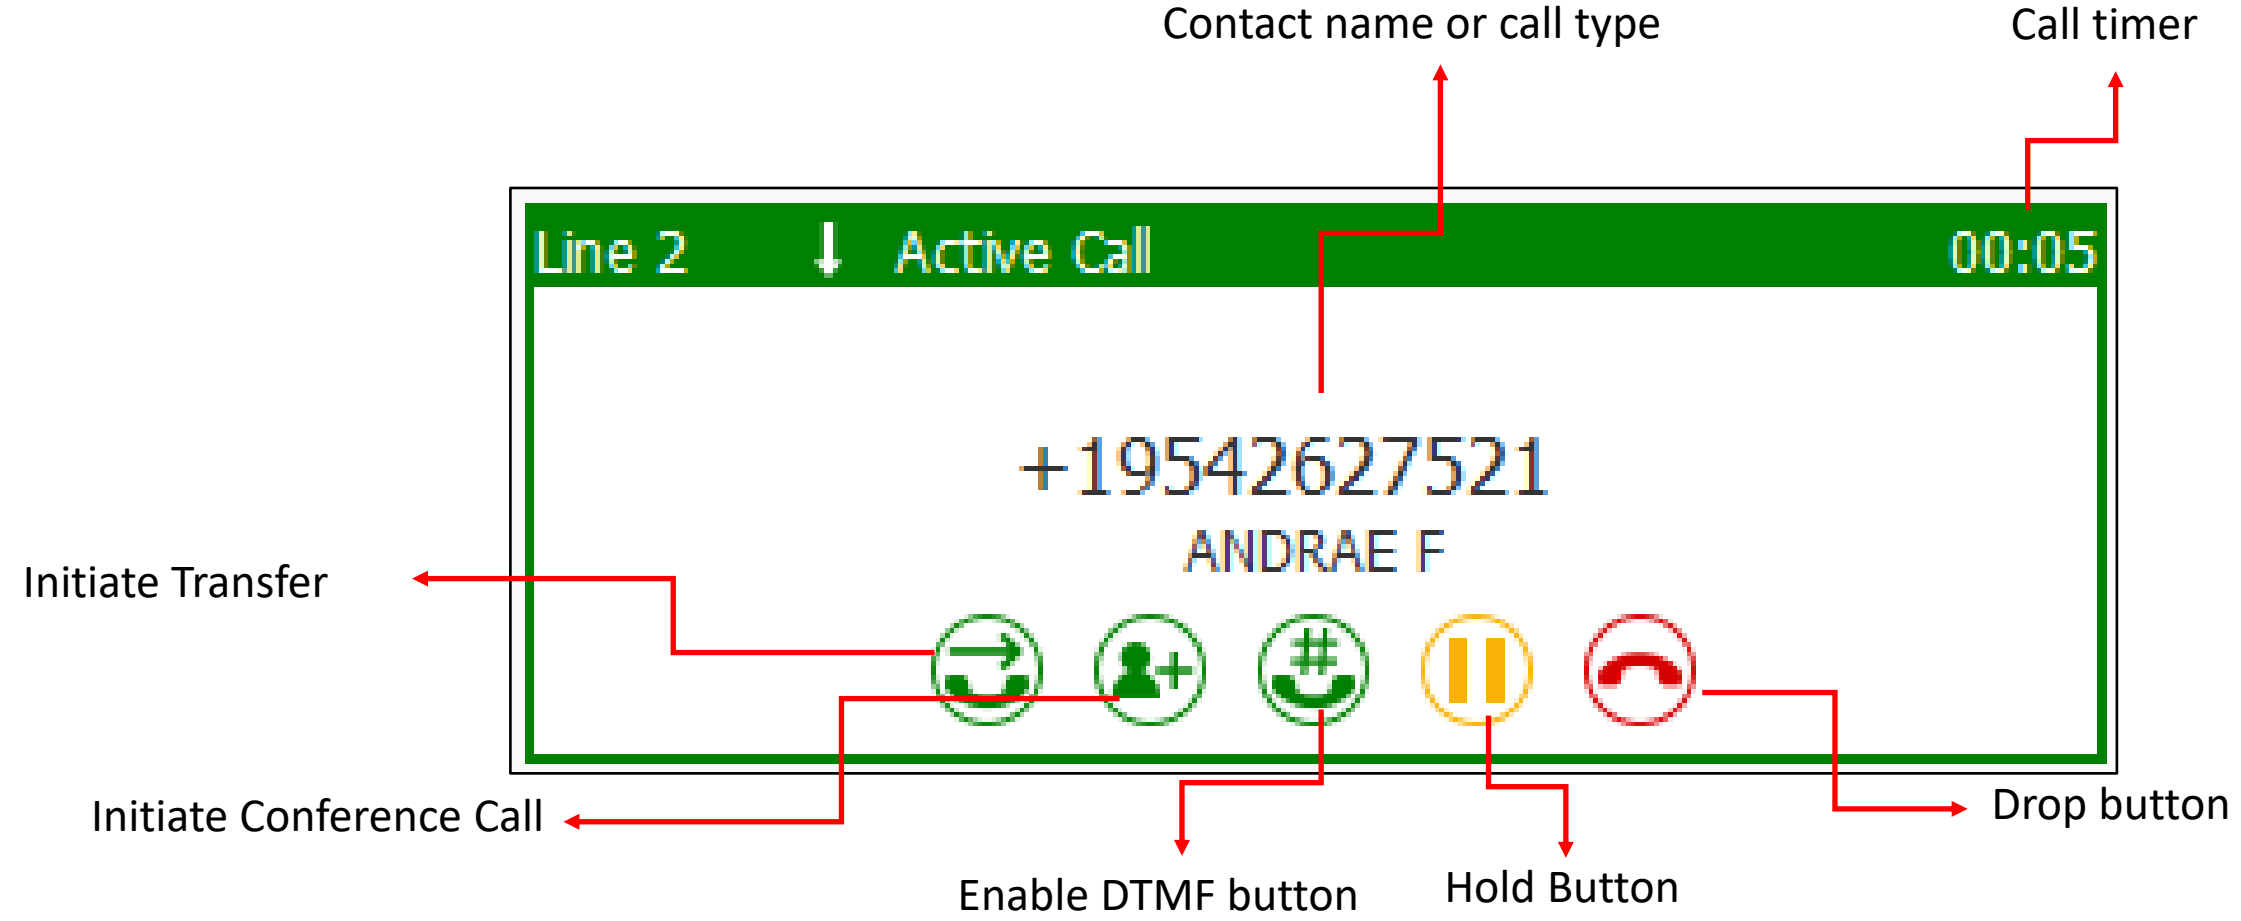 Contact name or call type
Call timer
Line 2 Active Call 00:05
+19542627521
ANDRAE F
Initiate Transfer
#
Initiate Conference Call
Drop button
Enable DTMF button
Hold Button